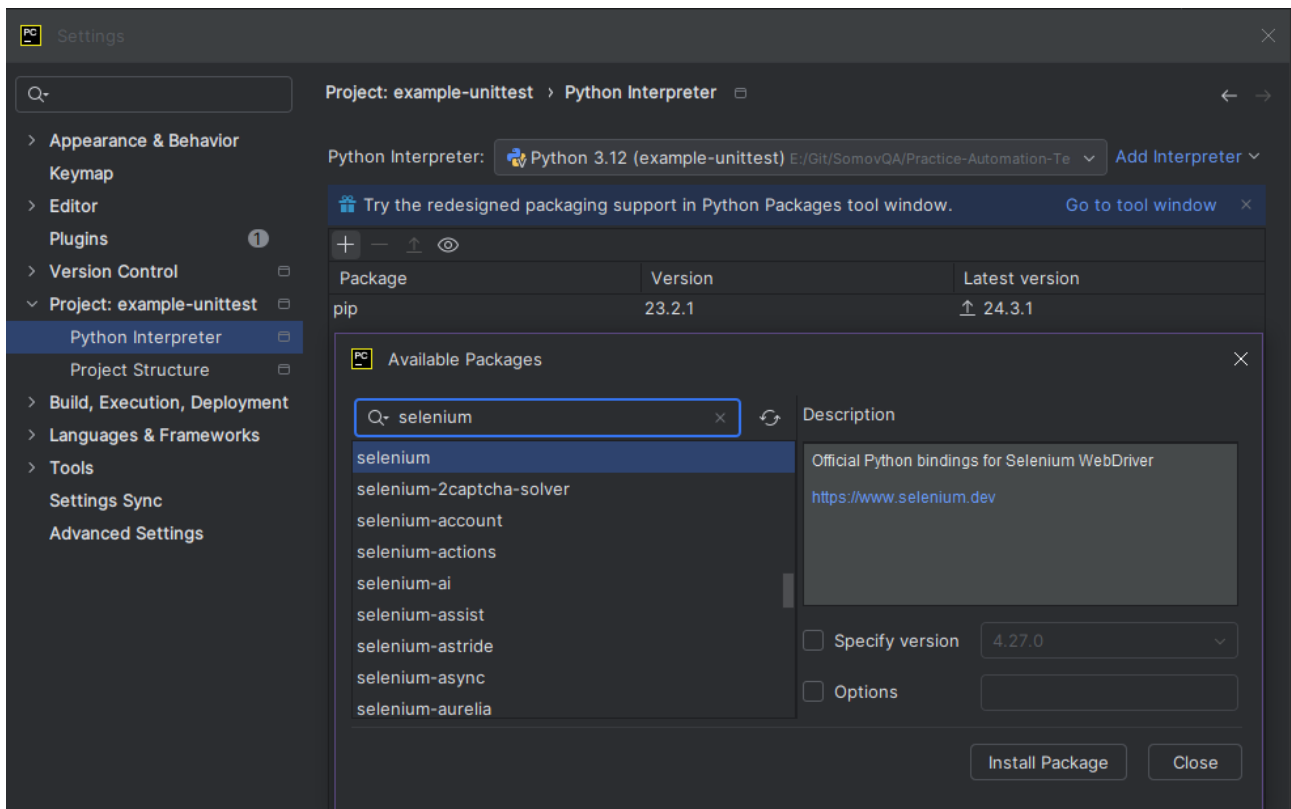 PC Settings
Project: example-unittest › Python Interpreter
Appearance & Behavior
Keymap
Editor
Plugins 1
Version Control
Project: example-unittest
Python Interpreter
Project Structure
Build, Execution, Deployment
Languages & Frameworks
Tools
Settings Sync
Advanced Settings
Python Interpreter: Python 3.12 (example-unittest) E:/Git/SomovQA/Practice-Automation-Te Add Interpreter
Try the redesigned packaging support in Python Packages tool window. Go to tool window
Package Version Latest version
pip 23.2.1 24.3.1
PC Available Packages
selenium
selenium
selenium-2captcha-solver
selenium-account
selenium-actions
selenium-ai
selenium-assist
selenium-astride
selenium-async
selenium-aurelia
Description
Official Python bindings for Selenium WebDriver
https://www.selenium.dev
Specify version 4.27.0
Options
Install Package Close